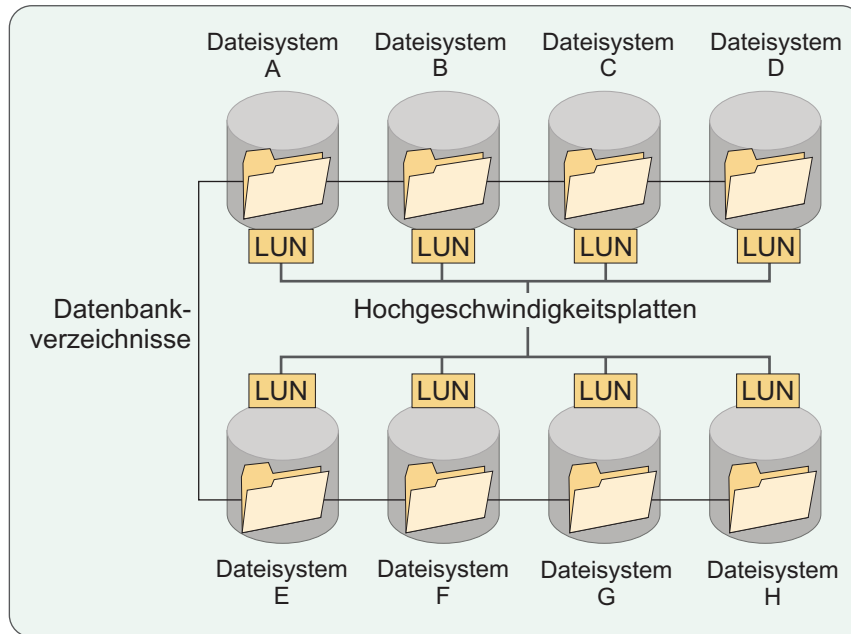 Dateisystem
A
Dateisystem
B
Dateisystem
C
Dateisystem
D
LUN
LUN
LUN
LUN
Datenbank-
verzeichnisse
Hochgeschwindigkeitsplatten
LUN
LUN
LUN
LUN
Dateisystem
E
Dateisystem
F
Dateisystem
G
Dateisystem
H